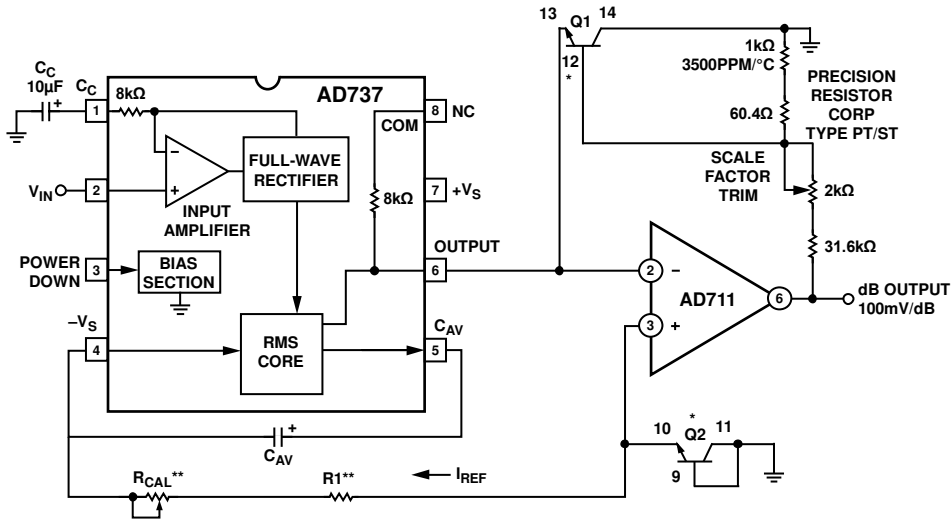 13
Q1
14
12
*
1kΩ
3500PPM/°C
60.4Ω
PRECISION
RESISTOR
CORP
TYPE PT/ST
SCALE
FACTOR
TRIM
2kΩ
31.6kΩ
CC
10µF
+
CC
1
8kΩ
AD737
8
NC
COM
FULL-WAVE
RECTIFIER
−
+
INPUT
AMPLIFIER
VIN
2
8kΩ
7
+VS
OUTPUT
6
POWER
DOWN
3
BIAS
SECTION
–VS
4
RMS
CORE
CAV
5
+
CAV
2
−
AD711
3
+
6
dB OUTPUT
100mV/dB
10
*
Q2
11
9
RCAL**
R1**
IREF